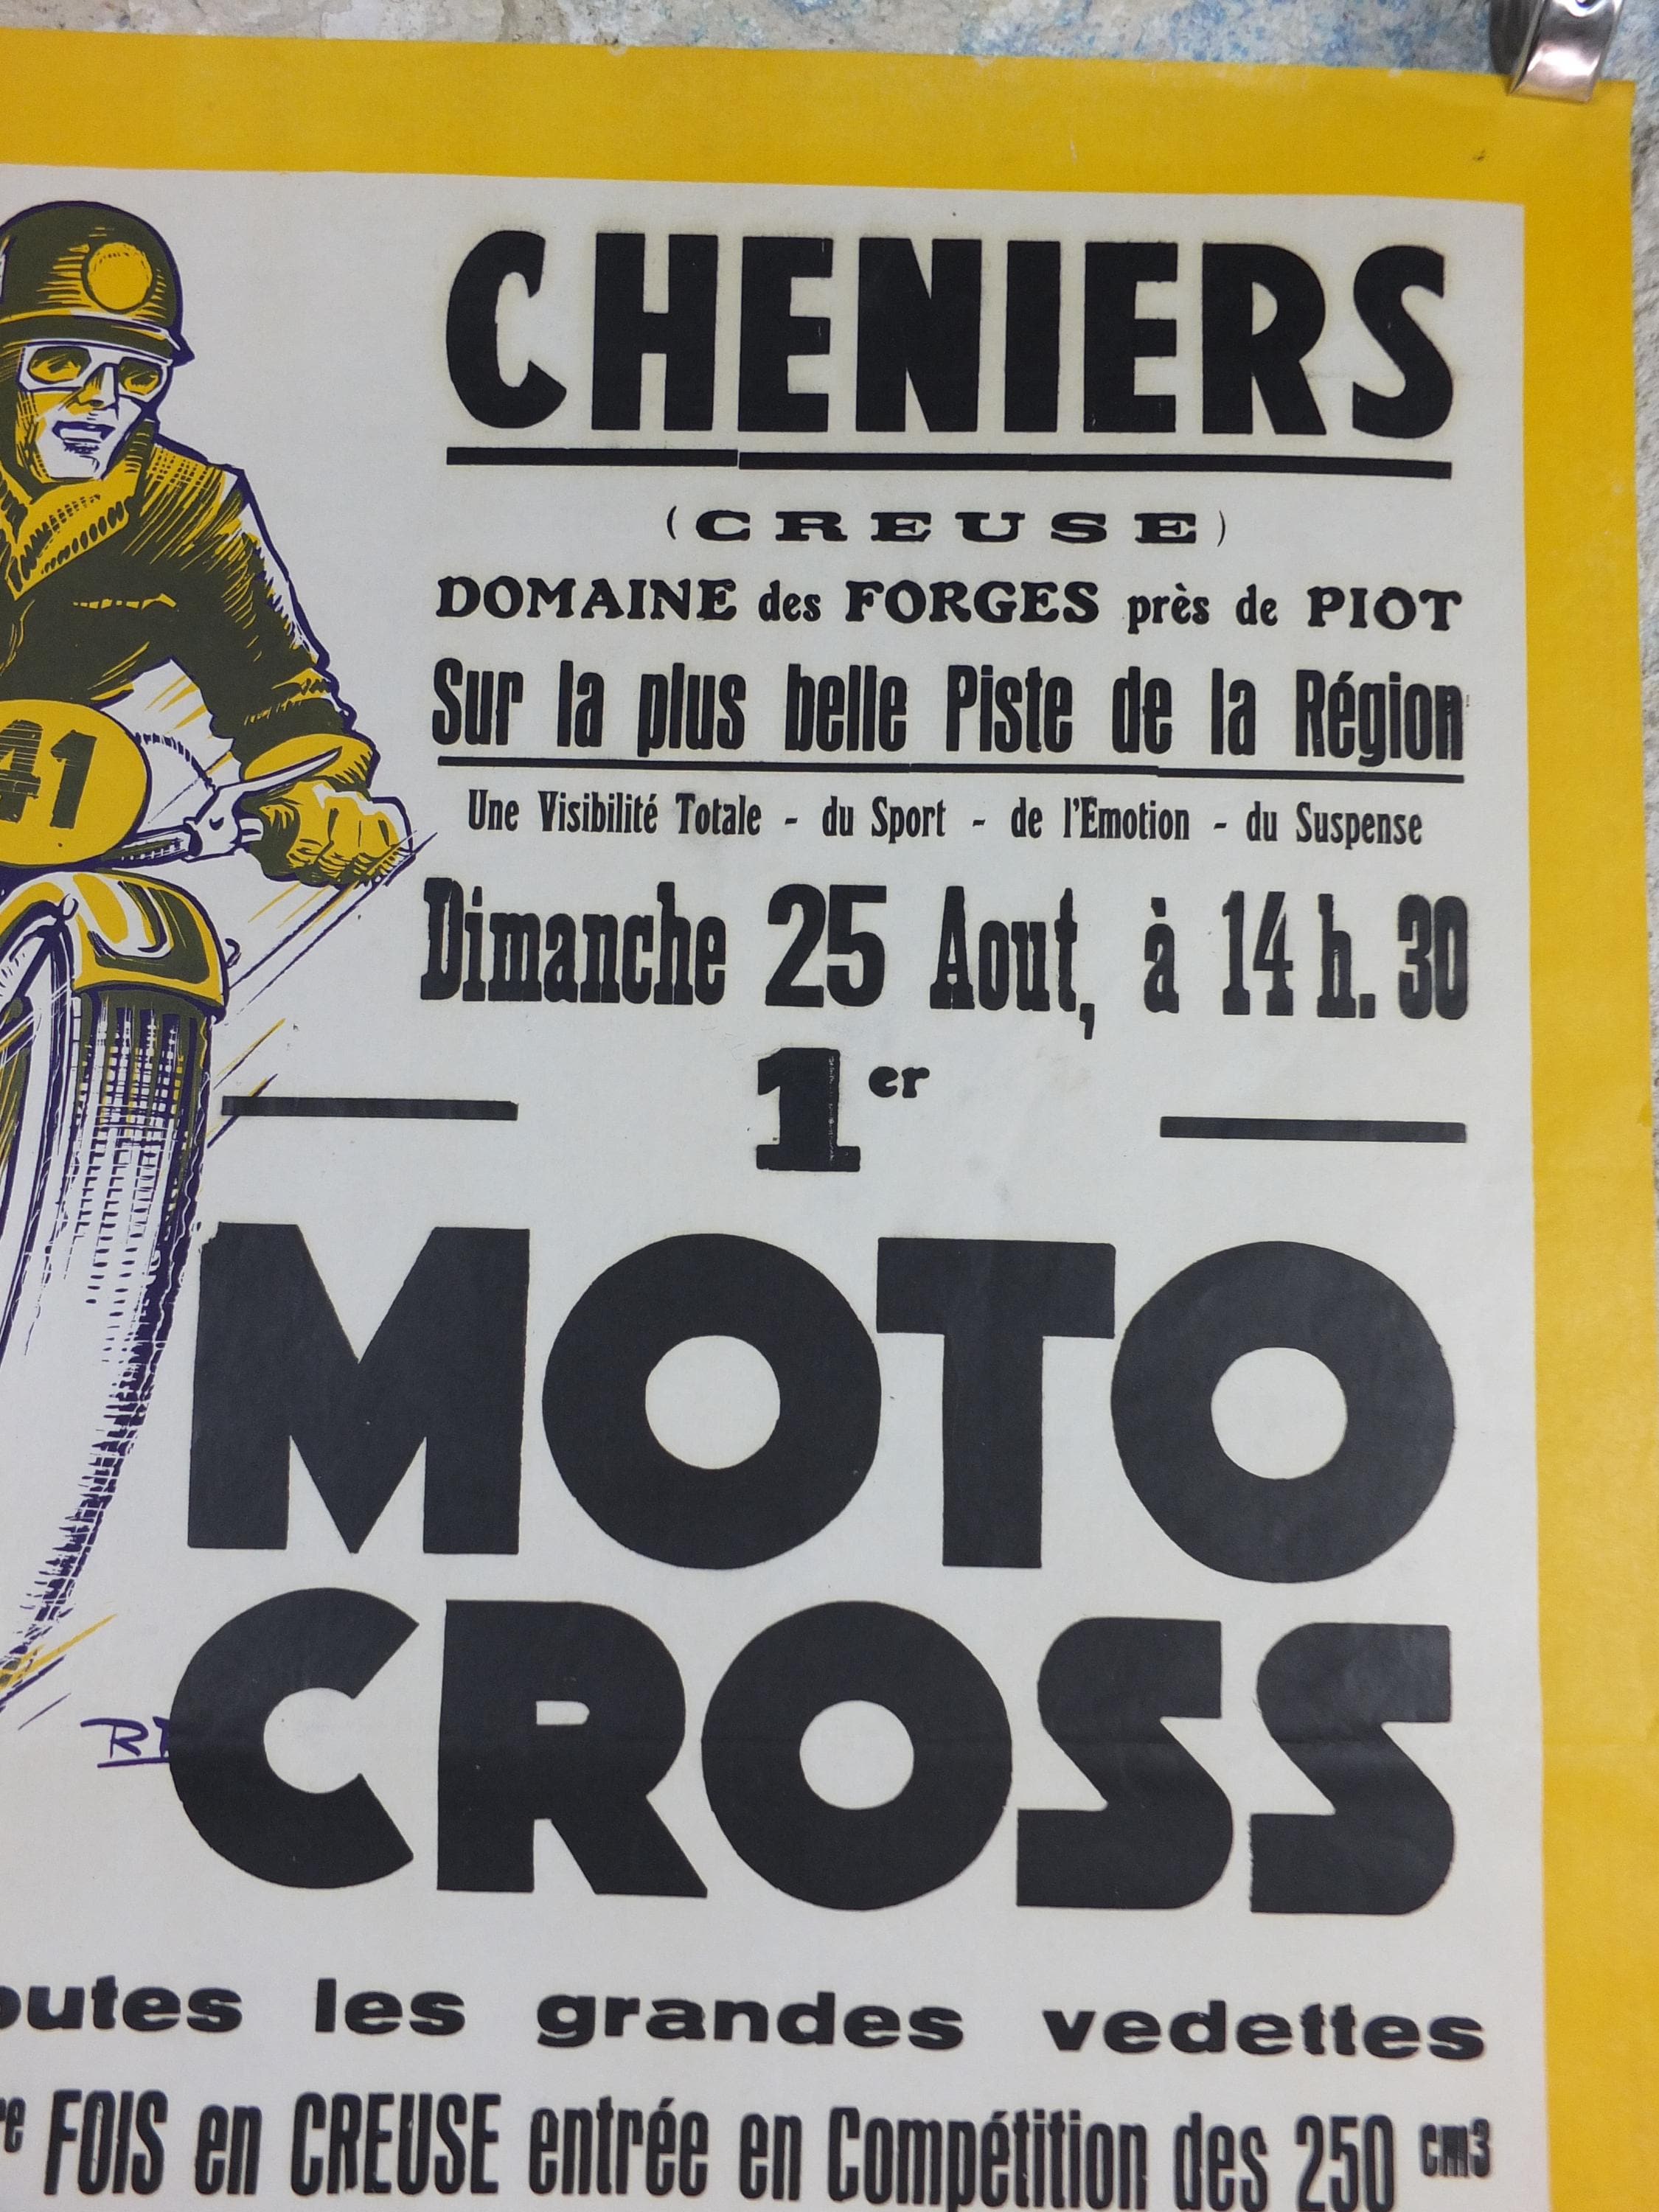 CHENIERS
(CREUSE)
DOMAINE des FORGES près de PIOT
Sur la plus belle Piste de la Région
Une Visibilité Totale - du Sport - de l'Emotion - du Suspense
41
Dimanche 25 Aout, à 14 h. 30
1er
MOTO
CROSS
les grandes vedettes
FOIS en CREUSE entrée en Compétition des 250 cm3